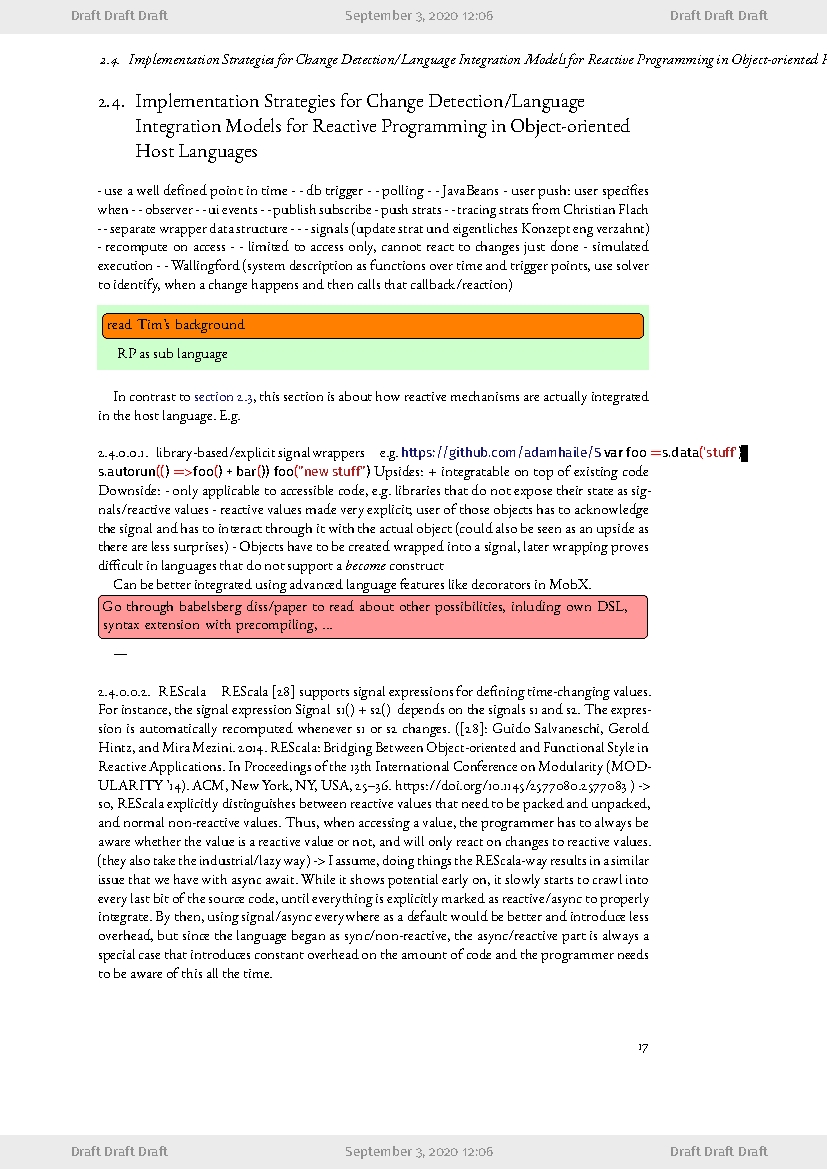 Draft Draft Draft September 3, 2020 12:06 Draft Draft Draft
2.4. Implementation Strategies for Change Detection/Language Integration Models for Reactive Programming in Object-oriented
2.4. Implementation Strategies for Change Detection/Language
Integration Models for Reactive Programming in Object-oriented
Host Languages
- use a well defined point in time - - db trigger - - polling - - JavaBeans - user push: user specifies
when - - observer - - ui events - - publish subscribe - push strats - - tracing strats from Christian Flach
- - separate wrapper data structure - - - signals (update strat und eigentliches Konzept eng verzahnt)
- recompute on access - - limited to access only, cannot react to changes just done - simulated
execution - - Wallingford (system description as functions over time and trigger points, use solver
to identify, when a change happens and then calls that callback/reaction)
read Tim's background
RP as sub language
In contrast to section 2.3, this section is about how reactive mechanisms are actually integrated
in the host language. E.g.
2.4.0.0.1. library-based/explicit signal wrappers e.g. https://github.com/adamhaile/S var foo =s.data('stuff')
s.autorun(() =>foo() + bar()) foo("new stuff") Upsides: + integratable on top of existing code
Downside: - only applicable to accessible code, e.g. libraries that do not expose their state as sig-
nals/reactive values - reactive values made very explicit, user of those objects has to acknowledge
the signal and has to interact through it with the actual object (could also be seen as an upside as
there are less surprises) - Objects have to be created wrapped into a signal, later wrapping proves
difficult in languages that do not support a become construct
Can be better integrated using advanced language features like decorators in MobX.
Go through babelsberg diss/paper to read about other possibilities, inluding own DSL,
syntax extension with precompiling, ...
—
2.4.0.0.2. REScala REScala [28] supports signal expressions for defining time-changing values.
For instance, the signal expression Signal s1() + s2() depends on the signals s1 and s2. The expres-
sion is automatically recomputed whenever s1 or s2 changes. ([28]: Guido Salvaneschi, Gerold
Hintz, and Mira Mezini. 2014. REScala: Bridging Between Object-oriented and Functional Style in
Reactive Applications. In Proceedings of the 13th International Conference on Modularity (MOD-
ULARITY '14). ACM, New York, NY, USA, 25–36. https://doi.org/10.1145/2577080.2577083 ) ->
so, REScala explicitly distinguishes between reactive values that need to be packed and unpacked,
and normal non-reactive values. Thus, when accessing a value, the programmer has to always be
aware whether the value is a reactive value or not, and will only react on changes to reactive values.
(they also take the industrial/lazy way) -> I assume, doing things the REScala-way results in a similar
issue that we have with async await. While it shows potential early on, it slowly starts to crawl into
every last bit of the source code, until everything is explicitly marked as reactive/async to properly
integrate. By then, using signal/async everywhere as a default would be better and introduce less
overhead, but since the language began as sync/non-reactive, the async/reactive part is always a
special case that introduces constant overhead on the amount of code and the programmer needs
to be aware of this all the time.
17
Draft Draft Draft September 3, 2020 12:06 Draft Draft Draft